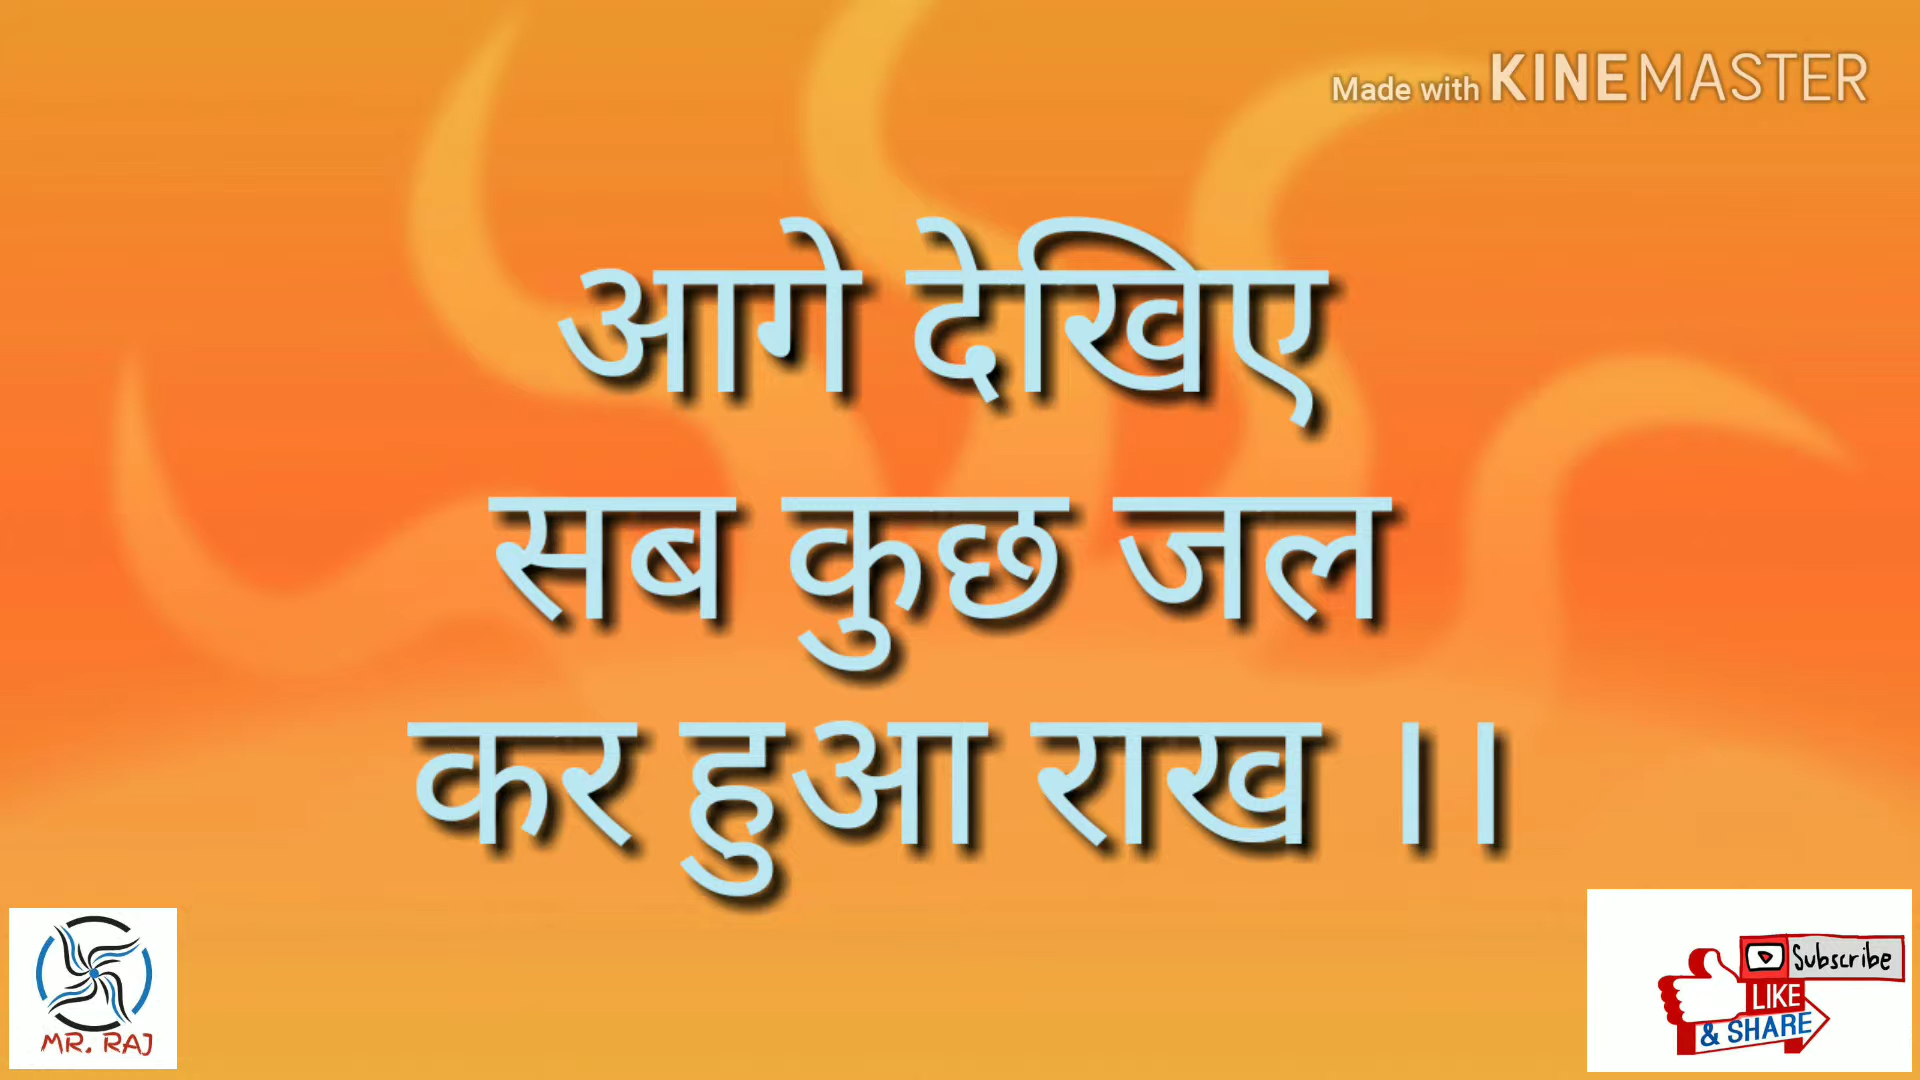 Made with KINEMASTER
आगे देखिए
सब कुछ जल
कर हुआ राख ।।
MR. RAJ
Subscribe
LIKE
& SHARE